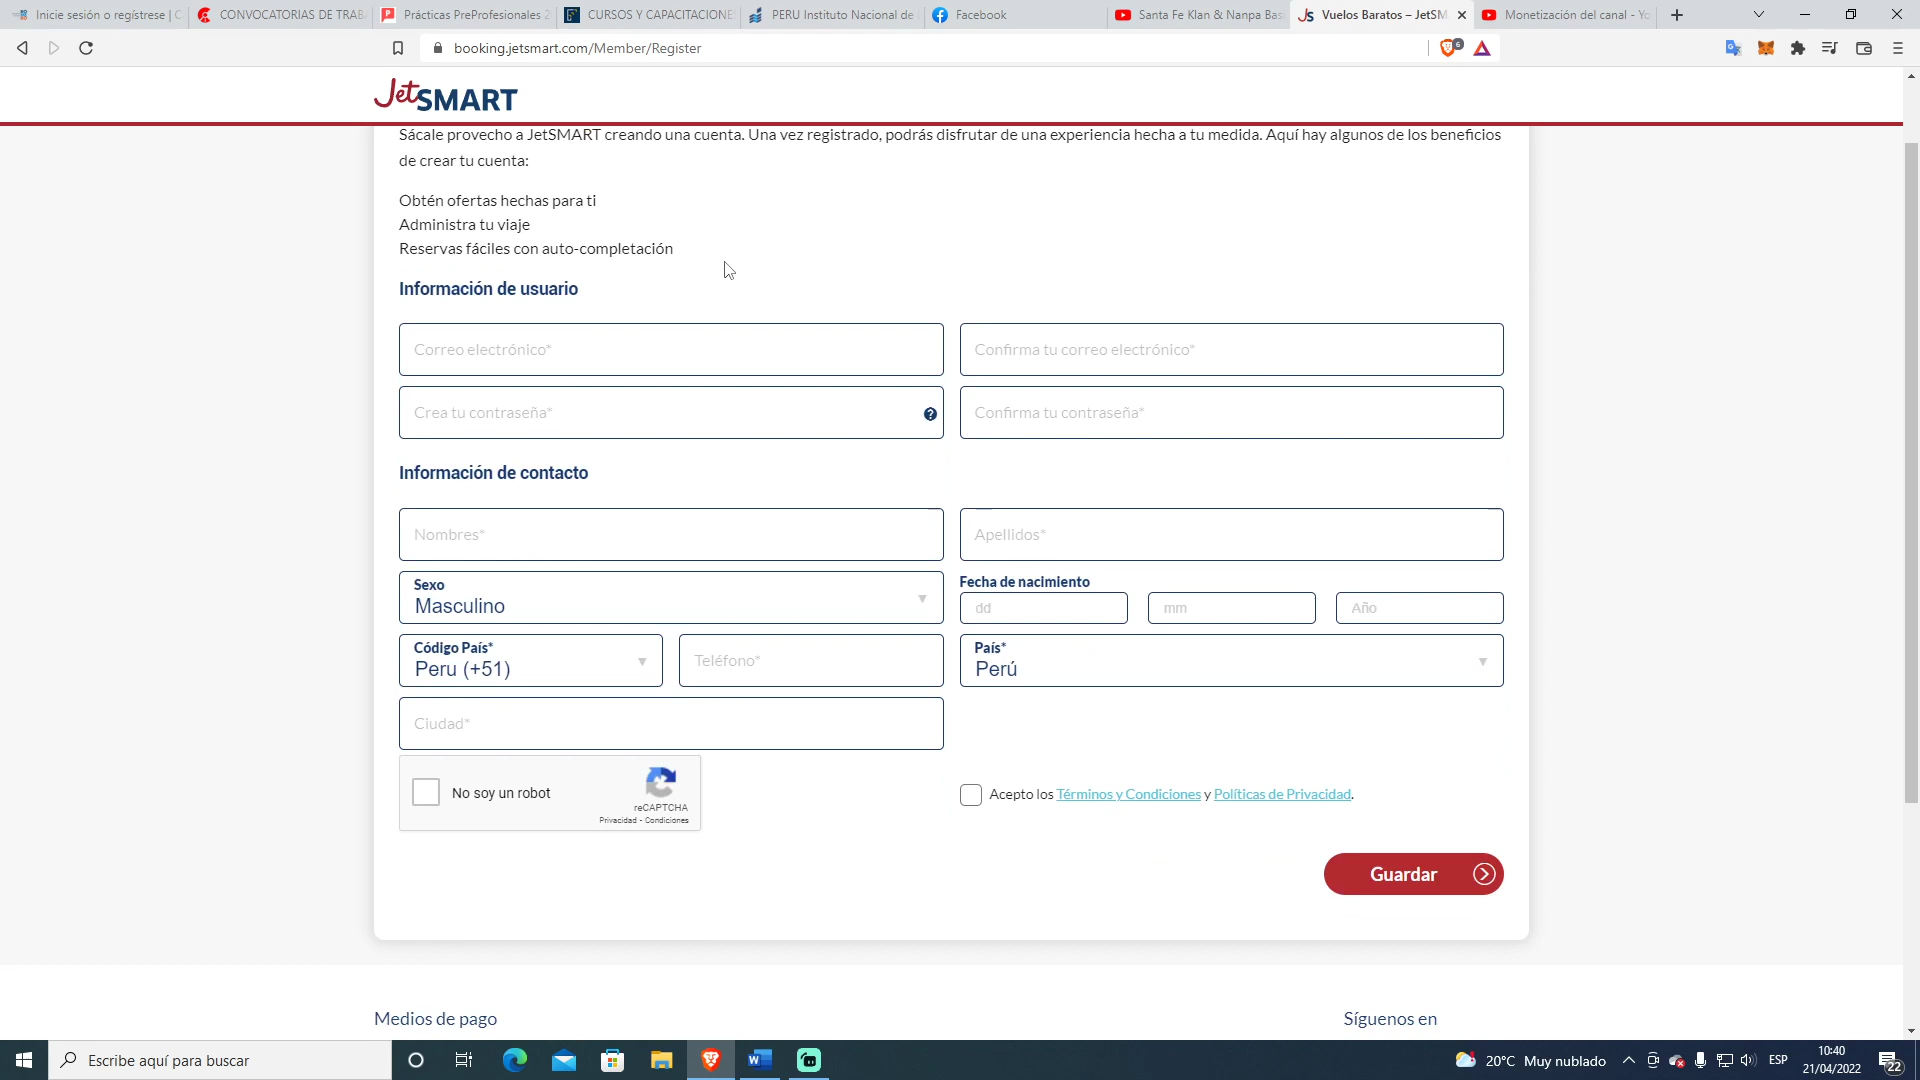 Inicie sesión o regístrese | C
CONVOCATORIAS DE TRAB
Prácticas PreProfesionales 2
CURSOS Y CAPACITACIONE
PERU Instituto Nacional de
Facebook
Santa Fe Klan & Nanpa Bas
Vuelos Baratos – JetSM
Monetización del canal - Yo
booking.jetsmart.com/Member/Register
6
JetSMART
Sácale provecho a JetSMART creando una cuenta. Una vez registrado, podrás disfrutar de una experiencia hecha a tu medida. Aquí hay algunos de los beneficios
de crear tu cuenta:
Obtén ofertas hechas para ti
Administra tu viaje
Reservas fáciles con auto-completación
Información de usuario
Correo electrónico*
Confirma tu correo electrónico*
Crea tu contraseña*
?
Confirma tu contraseña*
Información de contacto
Nombres*
Apellidos*
Sexo
Masculino
Fecha de nacimiento
dd
mm
Año
Código País*
Peru (+51)
Teléfono*
País*
Perú
Ciudad*
No soy un robot
reCAPTCHA
Privacidad - Condiciones
Acepto los Términos y Condiciones y Políticas de Privacidad.
Guardar
Medios de pago
Síguenos en
Escribe aquí para buscar
20°C Muy nublado
ESP
10:40
21/04/2022
22